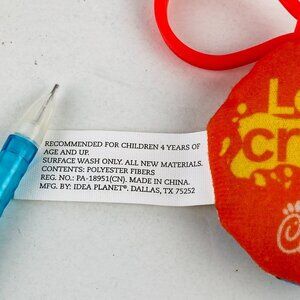 RECOMMENDED FOR CHILDREN 4 YEARS OF
AGE AND UP.
SURFACE WASH ONLY. ALL NEW MATERIALS.
CONTENTS: POLYESTER FIBERS
REG. NO.: PA-18951(CN). MADE IN CHINA.
MFG. BY: IDEA PLANET®. DALLAS, TX 75252